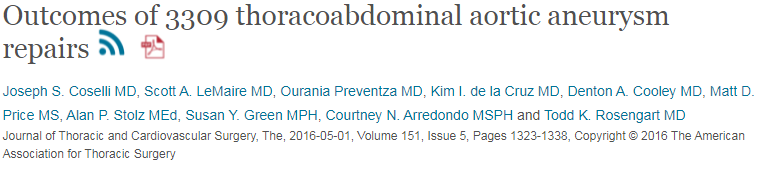 Outcomes of 3309 thoracoabdominal aortic aneurysm
repairs
Joseph S. Coselli MD, Scott A. LeMaire MD, Ourania Preventza MD, Kim I. de la Cruz MD, Denton A. Cooley MD, Matt D.
Price MS, Alan P. Stolz MEd, Susan Y. Green MPH, Courtney N. Arredondo MSPH and Todd K. Rosengart MD
Journal of Thoracic and Cardiovascular Surgery, The, 2016-05-01, Volume 151, Issue 5, Pages 1323-1338, Copyright © 2016 The American
Association for Thoracic Surgery